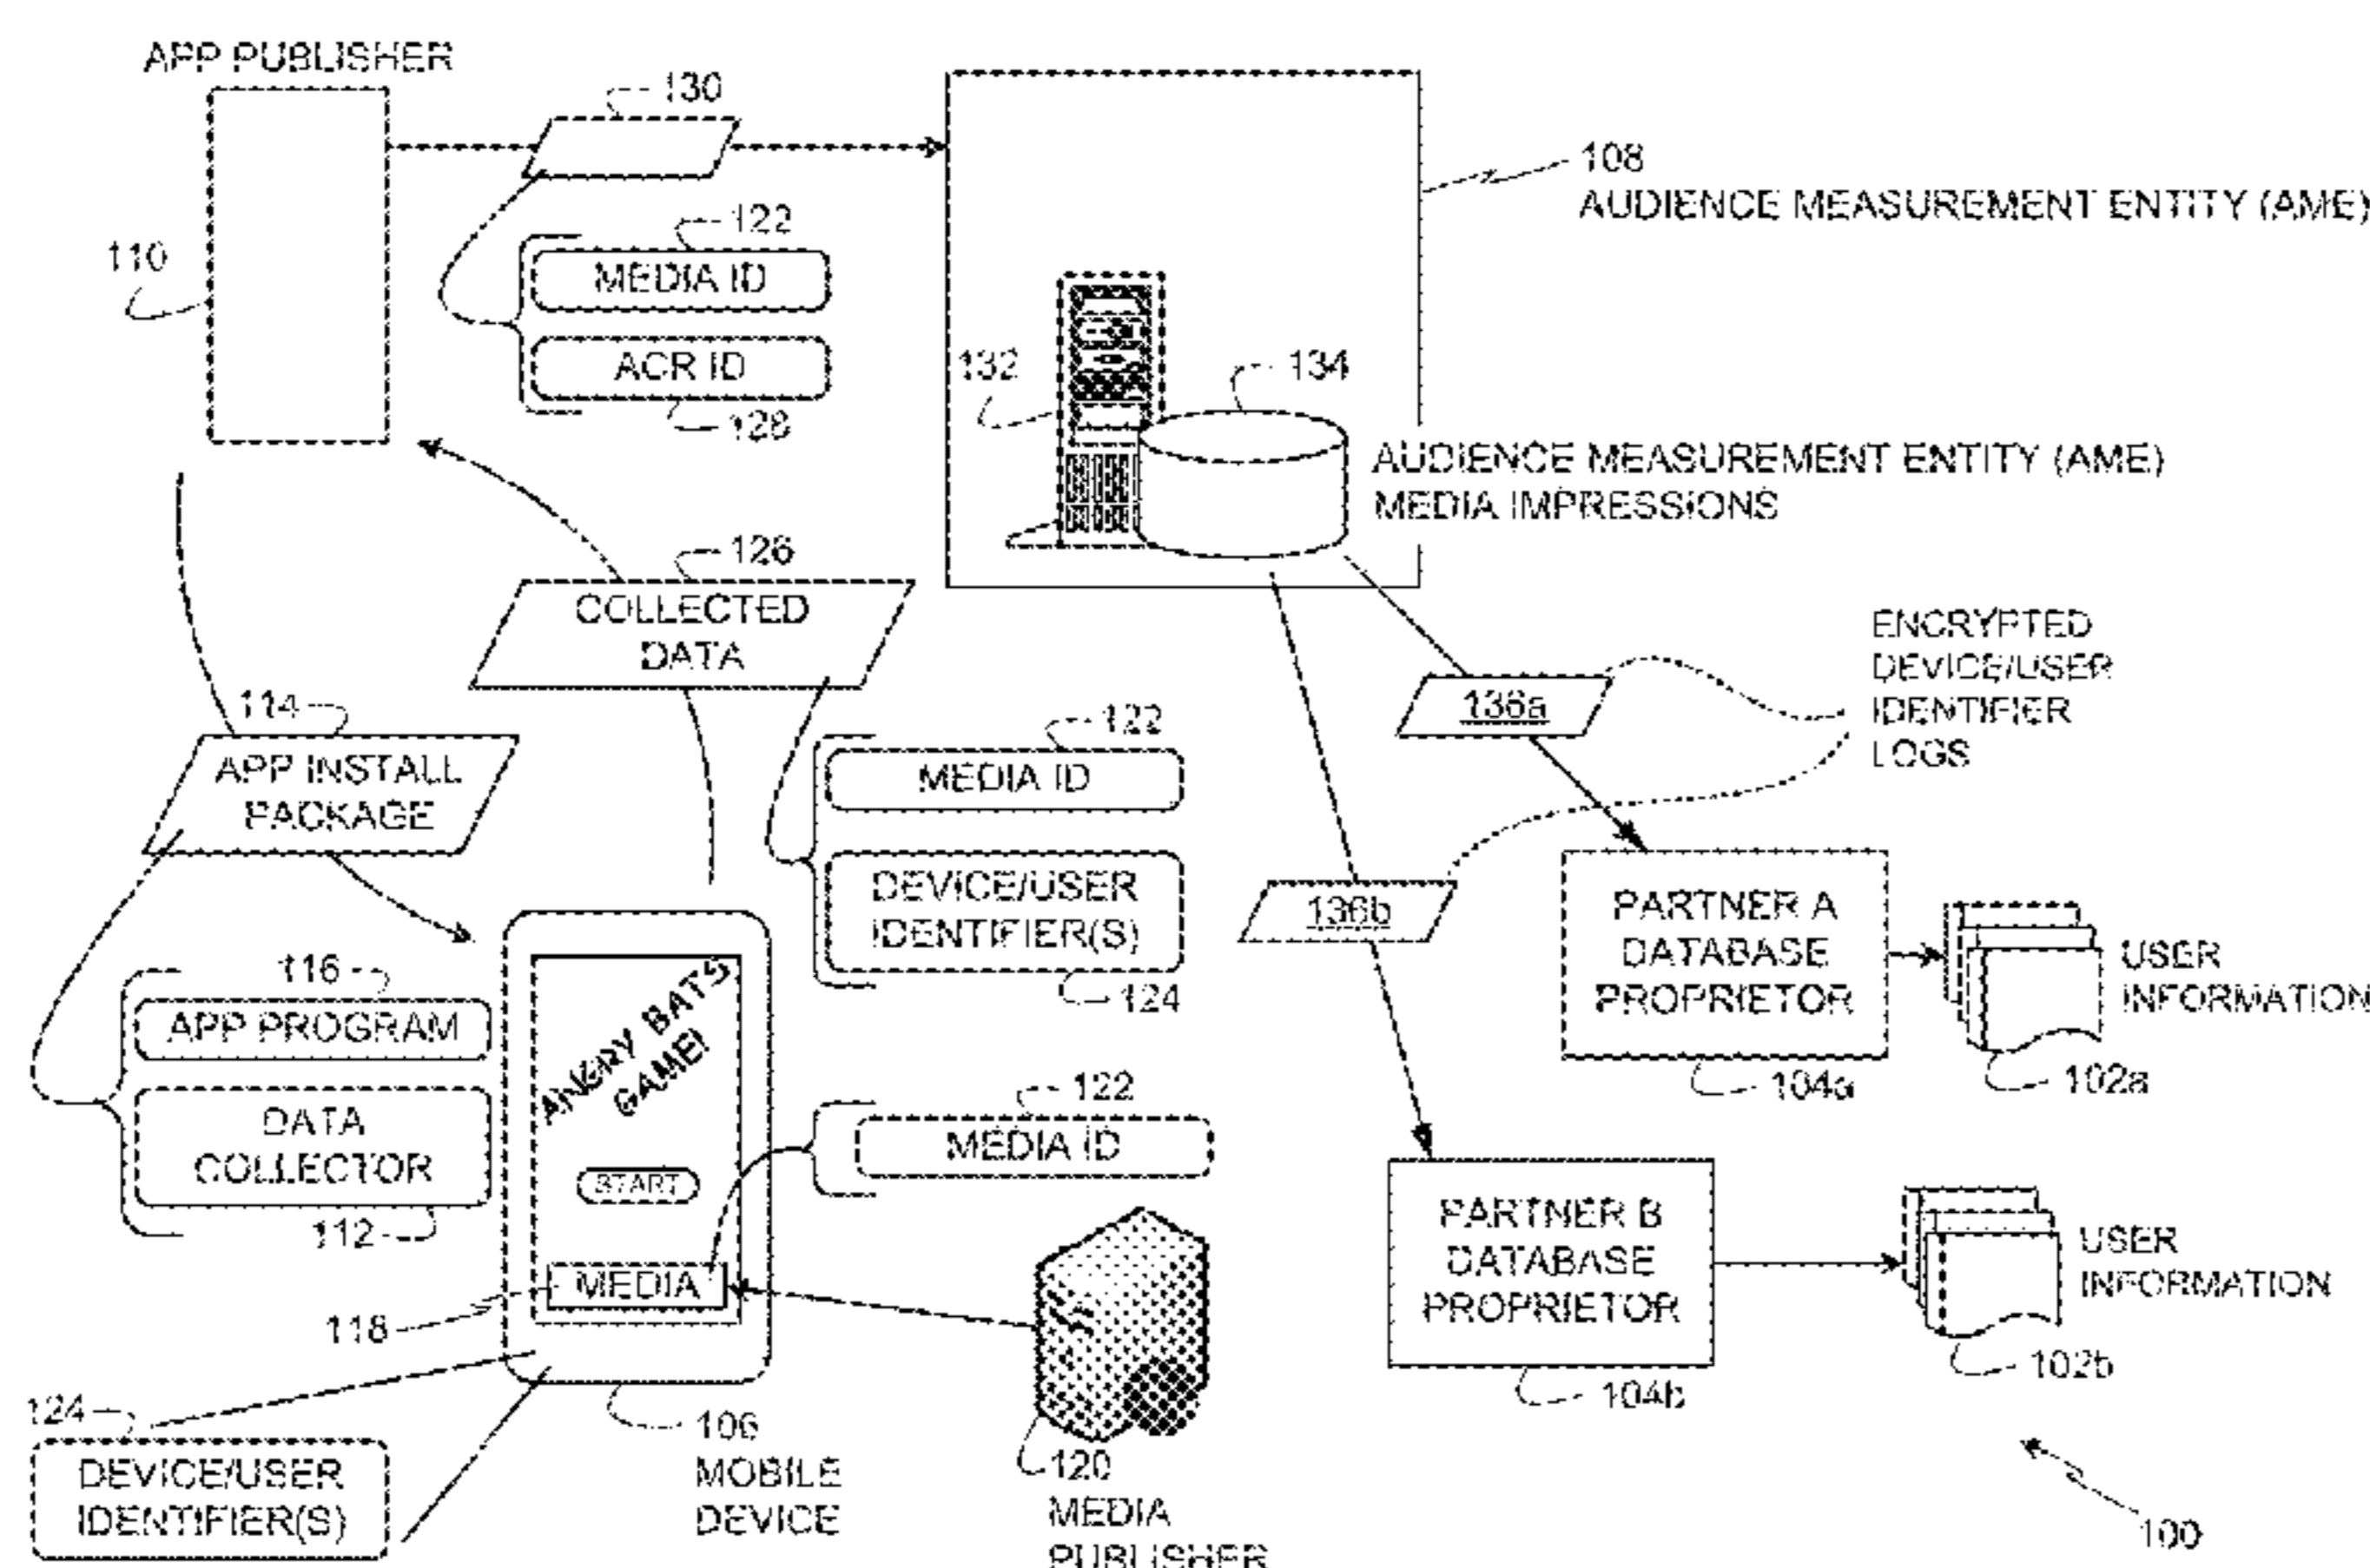 APP PUBLISHER
130
108
AUDIENCE MEASUREMENT ENTITY (AME)
110
122
MEDIA ID
ACR ID
128
132
134
AUDIENCE MEASUREMENT ENTITY (AME)
MEDIA IMPRESSIONS
126
COLLECTED
DATA
ENCRYPTED
DEVICE/USER
IDENTIFIER
LOGS
136a
114
APP INSTALL
PACKAGE
122
MEDIA ID
DEVICE/USER
IDENTIFIER(S)
124
136b
PARTNER A
DATABASE
PROPRIETOR
104a
USER
INFORMATION
102a
116
APP PROGRAM
DATA
COLLECTOR
112
ANGRY BATS
GAME!
START
MEDIA
118
122
MEDIA ID
PARTNER B
DATABASE
PROPRIETOR
104b
USER
INFORMATION
102b
124
DEVICE/USER
IDENTIFIER(S)
106
MOBILE
DEVICE
120
MEDIA
PUBLISHER
100